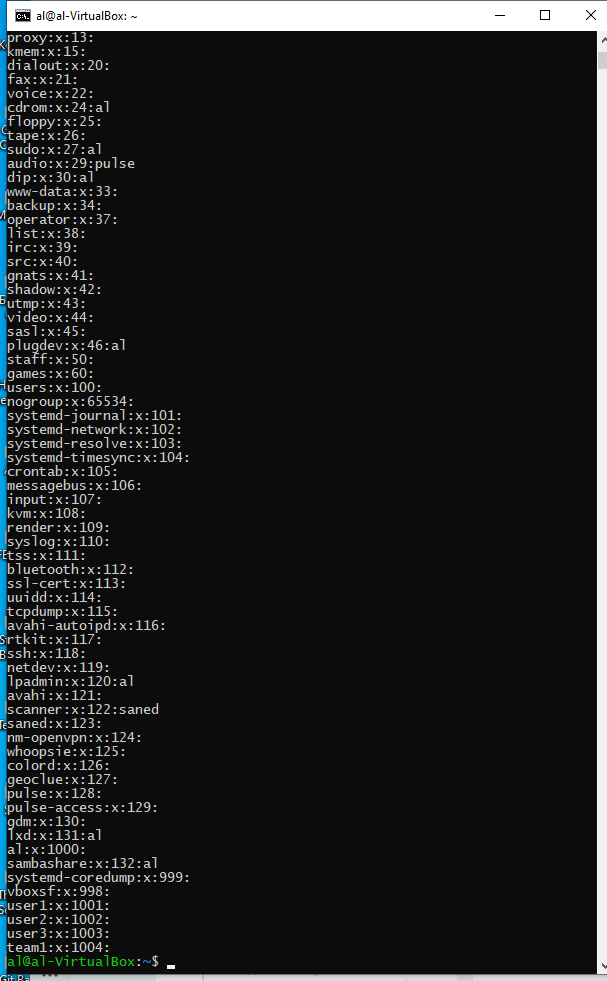 al@al-VirtualBox: ~
proxy:x:13:
kmem:x:15:
dialout:x:20:
fax:x:21:
voice:x:22:
cdrom:x:24:al
floppy:x:25:
tape:x:26:
sudo:x:27:al
audio:x:29:pulse
dip:x:30:al
www-data:x:33:
backup:x:34:
operator:x:37:
list:x:38:
irc:x:39:
src:x:40:
gnats:x:41:
shadow:x:42:
utmp:x:43:
video:x:44:
sasl:x:45:
plugdev:x:46:al
staff:x:50:
games:x:60:
users:x:100:
nogroup:x:65534:
systemd-journal:x:101:
systemd-network:x:102:
systemd-resolve:x:103:
systemd-timesync:x:104:
crontab:x:105:
messagebus:x:106:
input:x:107:
kvm:x:108:
render:x:109:
syslog:x:110:
tss:x:111:
bluetooth:x:112:
ssl-cert:x:113:
uuidd:x:114:
tcpdump:x:115:
avahi-autoipd:x:116:
rtkit:x:117:
ssh:x:118:
netdev:x:119:
lpadmin:x:120:al
avahi:x:121:
scanner:x:122:saned
saned:x:123:
nm-openvpn:x:124:
whoopsie:x:125:
colord:x:126:
geoclue:x:127:
pulse:x:128:
pulse-access:x:129:
gdm:x:130:
lxd:x:131:al
al:x:1000:
sambashare:x:132:al
systemd-coredump:x:999:
vboxsf:x:998:
user1:x:1001:
user2:x:1002:
user3:x:1003:
team1:x:1004:
al@al-VirtualBox:~$